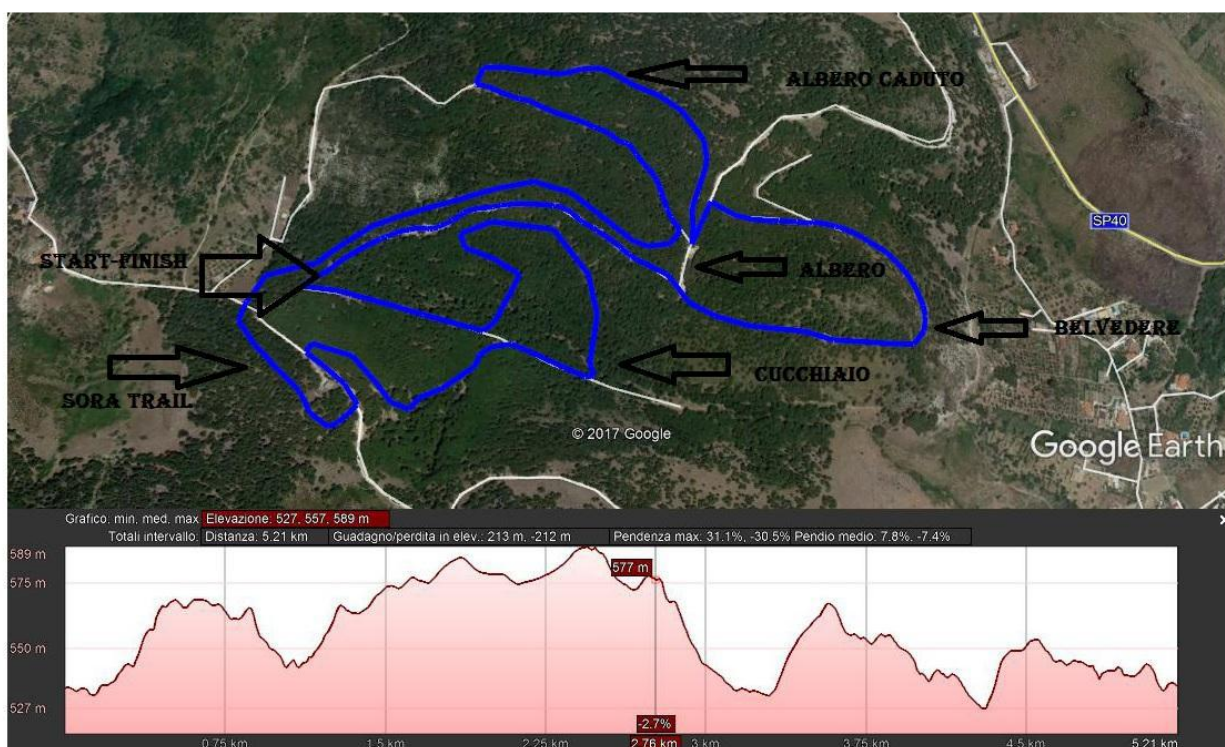 ALBERO CADUTO
SP40
START-FINISH
ALBERO
BELVEDERE
CUCCHIAIO
SORA TRAIL
© 2017 Google
Google Earth
Grafico: min, med, max Elevazione: 527, 557, 589 m
Totali intervallo: Distanza: 5.21 km Guadagno/perdita in elev.: 213 m, -212 m Pendenza max: 31.1%, -30.5% Pendio medio: 7.8%, -7.4%
589 m
577 m
575 m
550 m
527 m
-2.7%
0.75 km 1.5 km 2.25 km 2.76 km 3 km 3.75 km 4.5 km 5.21 km